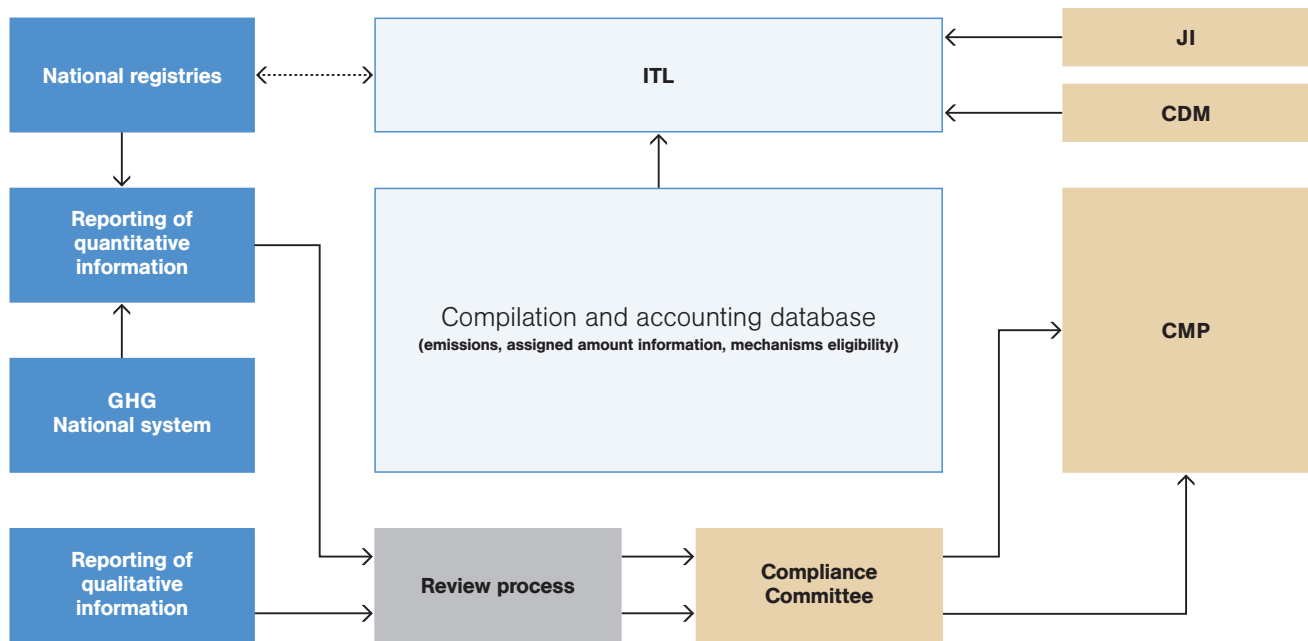 National registries
ITL
JI
CDM
Reporting of
quantitative
information
Compilation and accounting database
(emissions, assigned amount information, mechanisms eligibility)
CMP
GHG
National system
Reporting of
qualitative
information
Review process
Compliance
Committee